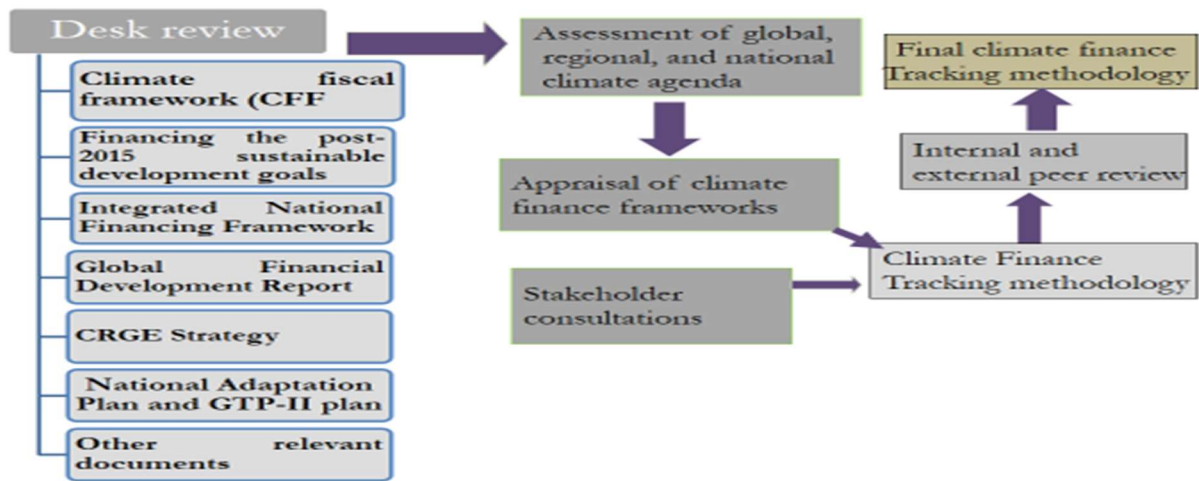 Desk review
Climate fiscal
framework (CFF
Financing the post-
2015 sustainable
development goals
Integrated National
Financing Framework
Global Financial
Development Report
CRGE Strategy
National Adaptation
Plan and GTP-II plan
Other relevant
documents
Assessment of global,
regional, and national
climate agenda
Appraisal of climate
finance frameworks
Stakeholder
consultations
Final climate finance
Tracking methodology
Internal and
external peer review
Climate Finance
Tracking methodology